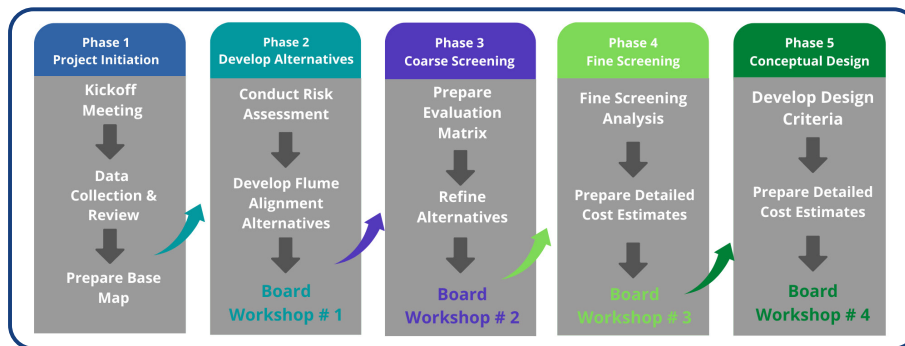 Phase 1
Project Initiation
Kickoff
Meeting
Data
Collection &
Review
Prepare Base
Map
Phase 2
Develop Alternatives
Conduct Risk
Assessment
Develop Flume
Alignment
Alternatives
Board
Workshop # 1
Phase 3
Coarse Screening
Prepare
Evaluation
Matrix
Refine
Alternatives
Board
Workshop # 2
Phase 4
Fine Screening
Fine Screening
Analysis
Prepare Detailed
Cost Estimates
Board
Workshop # 3
Phase 5
Conceptual Design
Develop Design
Criteria
Prepare Detailed
Cost Estimates
Board
Workshop # 4